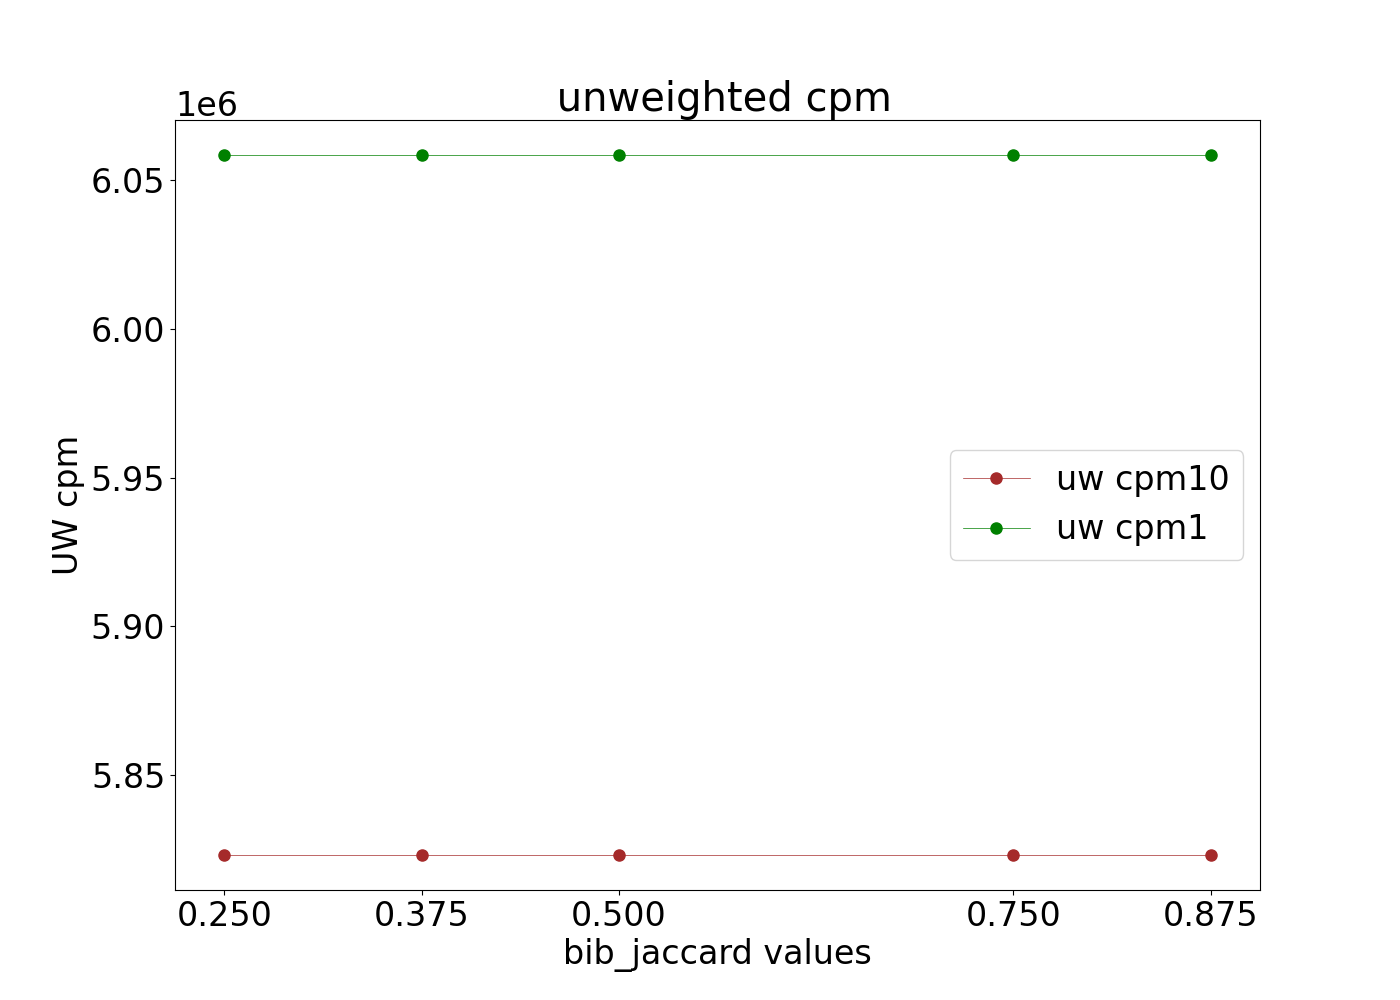 unweighted cpm
1e6
6.05
6.00
5.95
5.90
5.85
UW cpm
uw cpm10
uw cpm1
0.250 0.375 0.500 0.750 0.875
bib_jaccard values